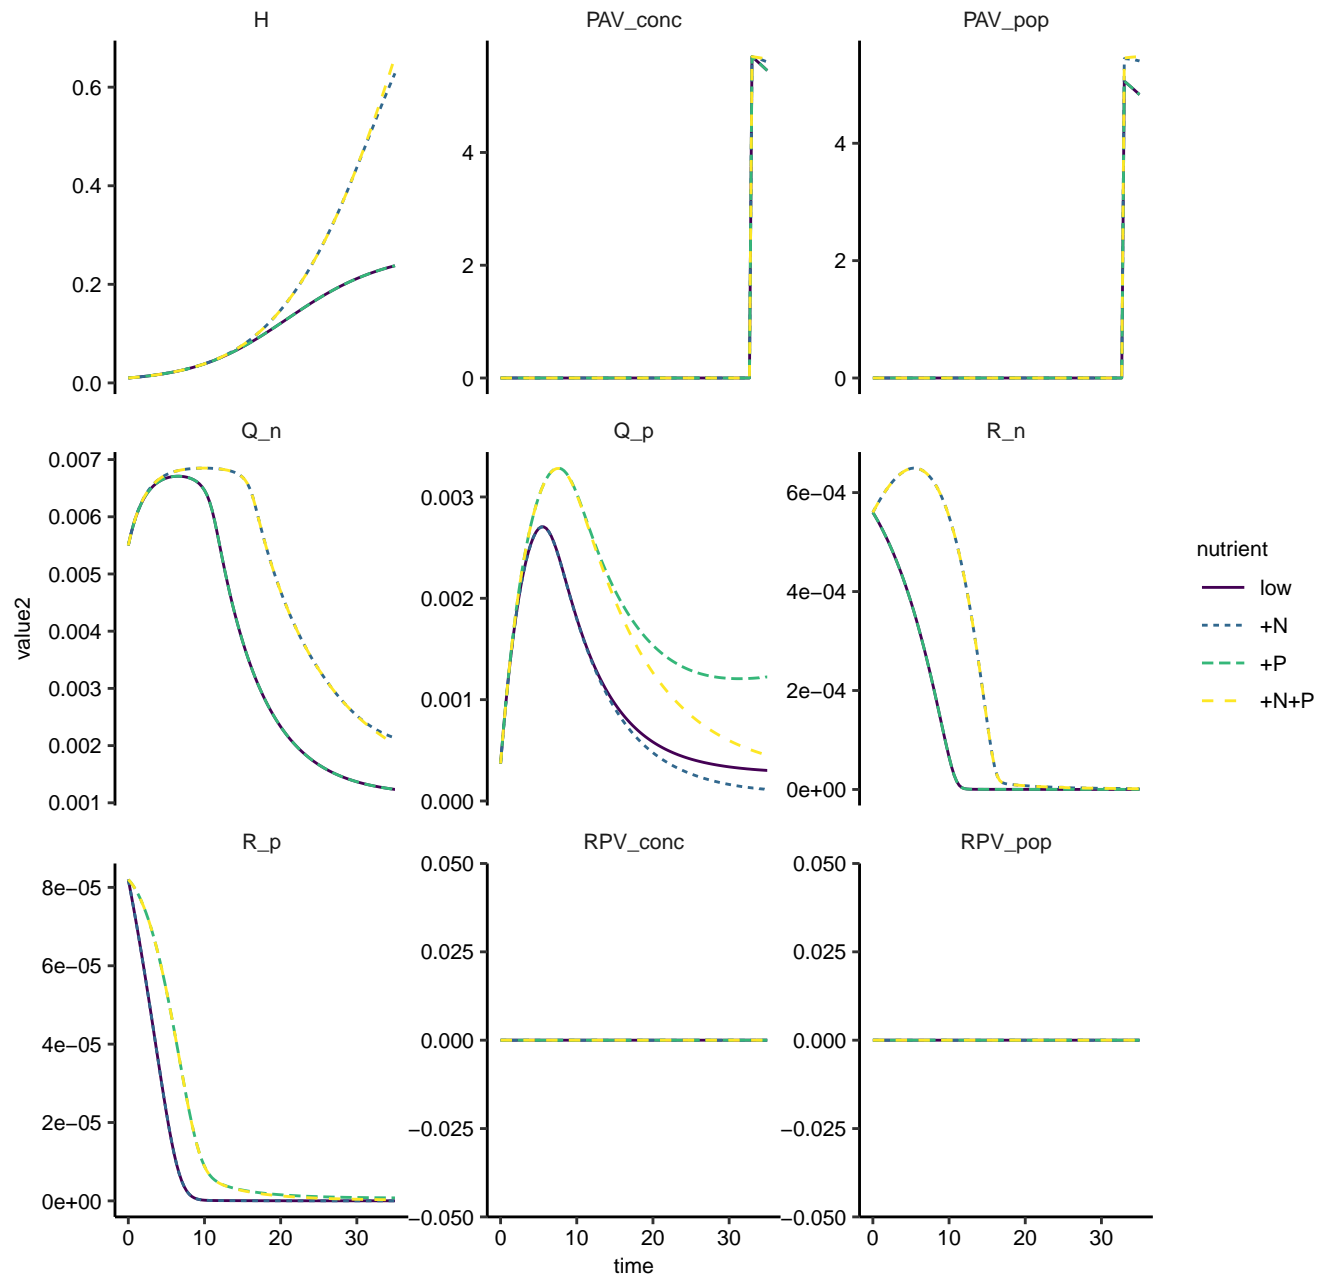 H
PAV_conc
PAV_pop
0.6
0.4
0.2
0.0
4
2
0
4
2
0
Q_n
Q_p
R_n
0.007
0.006
0.005
0.004
0.003
0.002
0.001
0.003
0.002
0.001
0.000
6e−04
4e−04
2e−04
0e+00
value2
R_p
RPV_conc
RPV_pop
8e−05
6e−05
4e−05
2e−05
0e+00
0.050
0.025
0.000
−0.025
−0.050
0.050
0.025
0.000
−0.025
−0.050
0 10 20 30
0 10 20 30
0 10 20 30
time
nutrient
low
+N
+P
+N+P